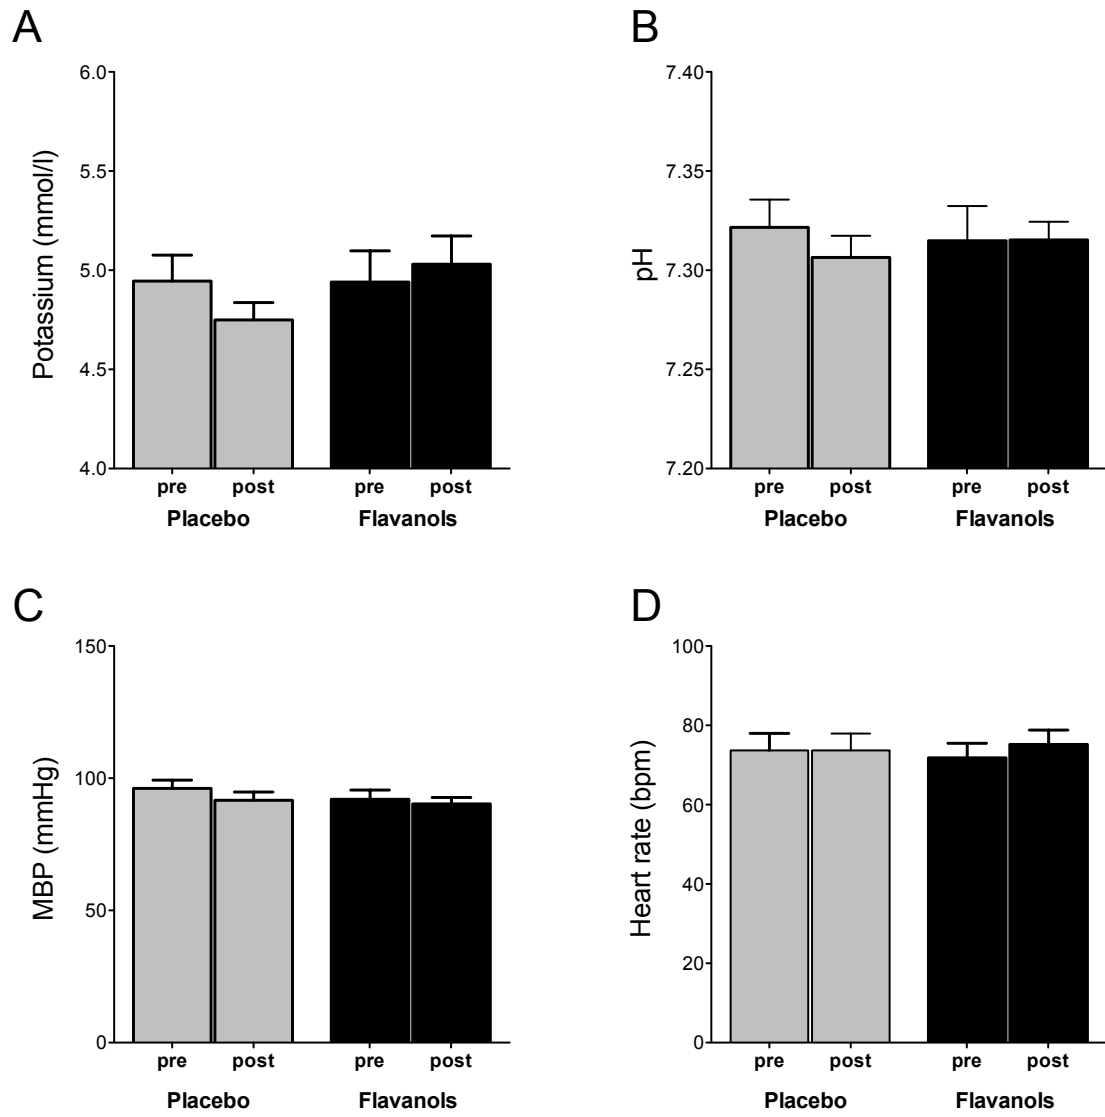 A
Potassium (mmol/l)
6.0
5.5
5.0
4.5
4.0
pre post pre post
Placebo Flavanols
B
pH
7.40
7.35
7.30
7.25
7.20
pre post pre post
Placebo Flavanols
C
MBP (mmHg)
150
100
50
0
pre post pre post
Placebo Flavanols
D
Heart rate (bpm)
100
80
60
40
20
0
pre post pre post
Placebo Flavanols